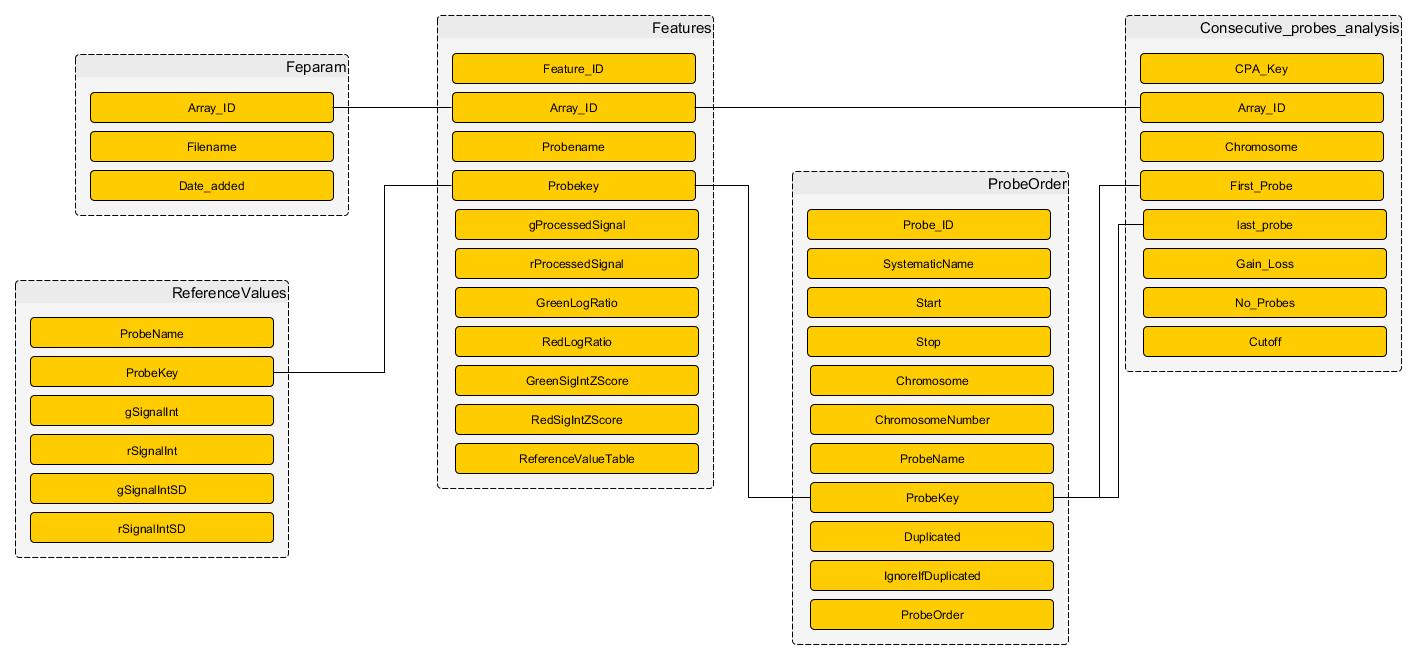 Feparam
Array_ID
Filename
Date_added
ReferenceValues
ProbeName
ProbeKey
gSignalInt
rSignalInt
gSignalIntSD
rSignalIntSD
Features
Feature_ID
Array_ID
Probename
Probekey
gProcessedSignal
rProcessedSignal
GreenLogRatio
RedLogRatio
GreenSigIntZScore
RedSigIntZScore
ReferenceValueTable
ProbeOrder
Probe_ID
SystematicName
Start
Stop
Chromosome
ChromosomeNumber
ProbeName
ProbeKey
Duplicated
IgnoreIfDuplicated
ProbeOrder
Consecutive_probes_analysis
CPA_Key
Array_ID
Chromosome
First_Probe
last_probe
Gain_Loss
No_Probes
Cutoff